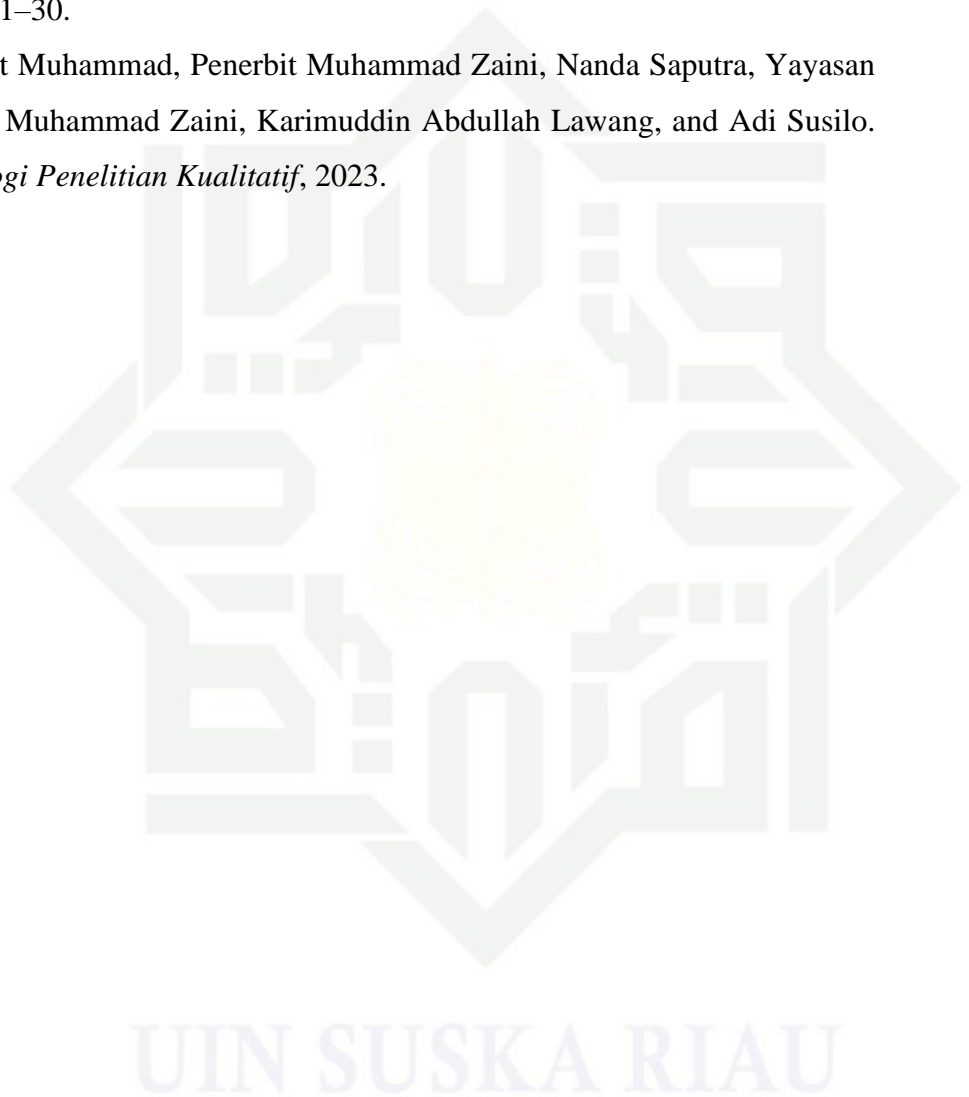 1–30.
t Muhammad, Penerbit Muhammad Zaini, Nanda Saputra, Yayasan
Muhammad Zaini, Karimuddin Abdullah Lawang, and Adi Susilo.
ogi Penelitian Kualitatif, 2023.
UIN SUSKA RIAU